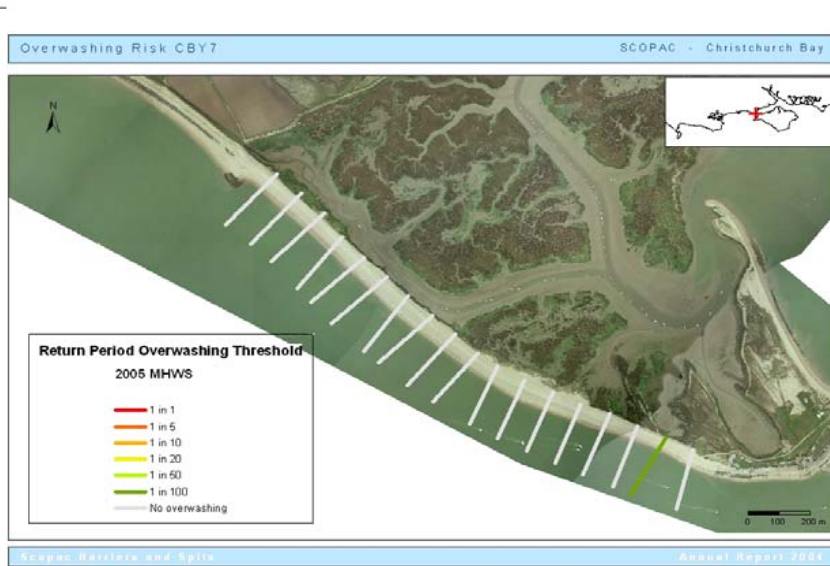 Overwashing Risk CBY7
SCOPAC - Christchurch Bay
N
Return Period Overwashing Threshold
2005 MHWS
1 in 1
1 in 5
1 in 10
1 in 20
1 in 50
1 in 100
No overwashing
0 100 200 m
Scopac Barriers and Spits
Annual Report 2004